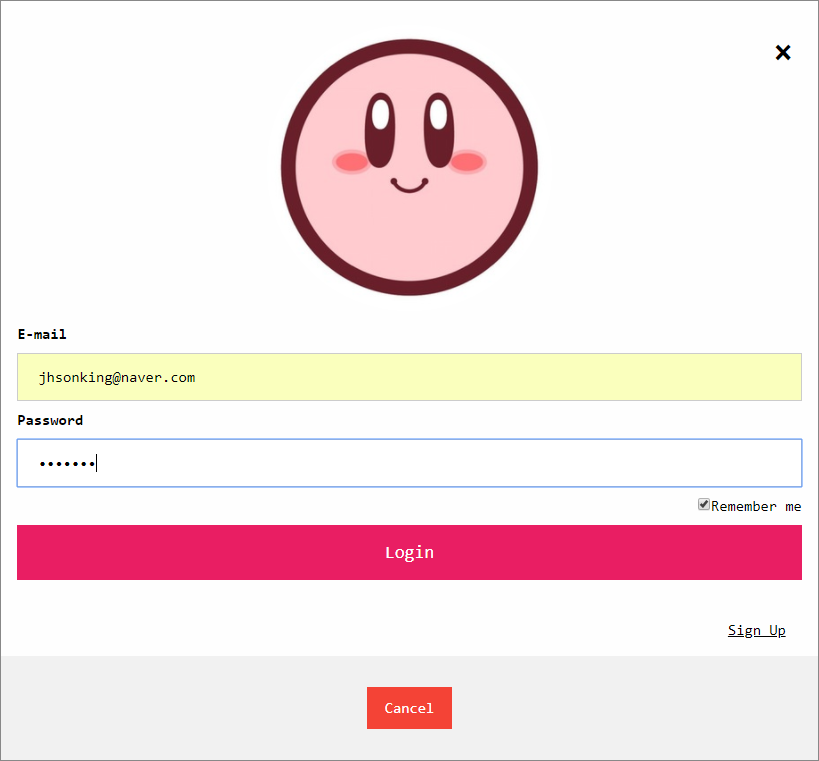 ×
E-mail
jhsonking@naver.com
Password
•••••••
Remember me
Login
Sign Up
Cancel